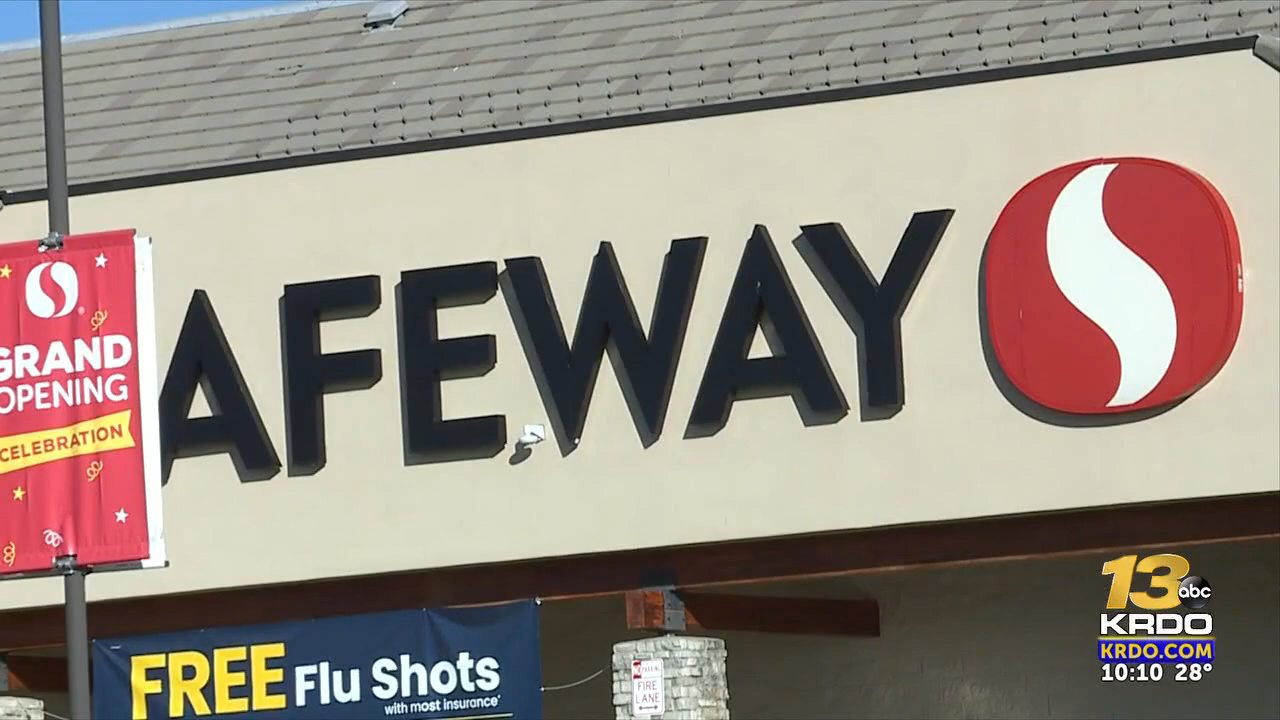 AFEWAY
GRAND
OPENING
CELEBRATION
FREE Flu Shots
with most insurance*
FIRE
LANE
13 abc
KRDO
KRDO.COM
10:10 28°